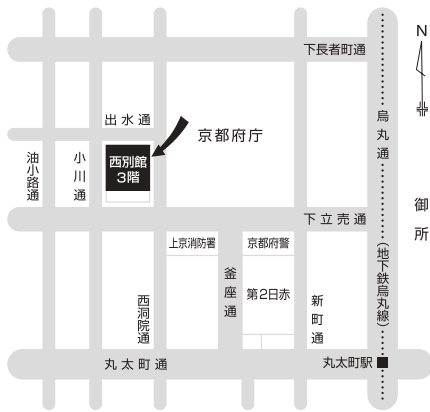 N
下長者町通
出水通
京都府庁
烏丸通
西別館
3階
油小路通
小川通
御所
下立売通
上京消防署
京都府警
(地下鉄烏丸線)
釜座通
第2日赤
西洞院通
新町通
丸太町通
丸太町駅